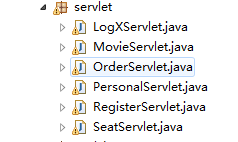 servlet
LogXServlet.java
MovieServlet.java
OrderServlet.java
PersonalServlet.java
RegisterServlet.java
SeatServlet.java